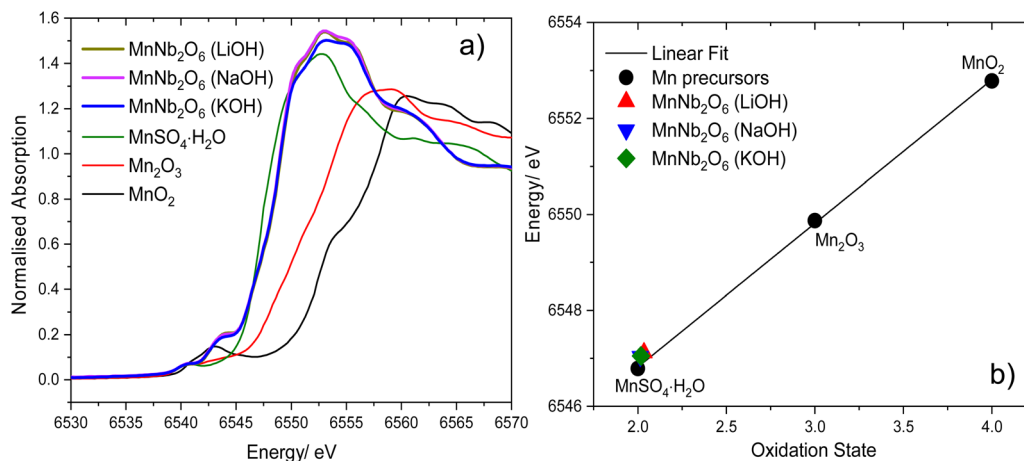 a)
MnNb₂O₆ (LiOH)
MnNb₂O₆ (NaOH)
MnNb₂O₆ (KOH)
MnSO₄·H₂O
Mn₂O₃
MnO₂
1.6
1.4
1.2
1.0
0.8
0.6
0.4
0.2
0.0
Normalised Absorption
6530 6535 6540 6545 6550 6555 6560 6565 6570
Energy/ eV
b)
Linear Fit
Mn precursors
MnNb₂O₆ (LiOH)
MnNb₂O₆ (NaOH)
MnNb₂O₆ (KOH)
MnO₂
Mn₂O₃
MnSO₄·H₂O
6554
6552
6550
6548
6546
Energy/ eV
2.0 2.5 3.0 3.5 4.0
Oxidation State